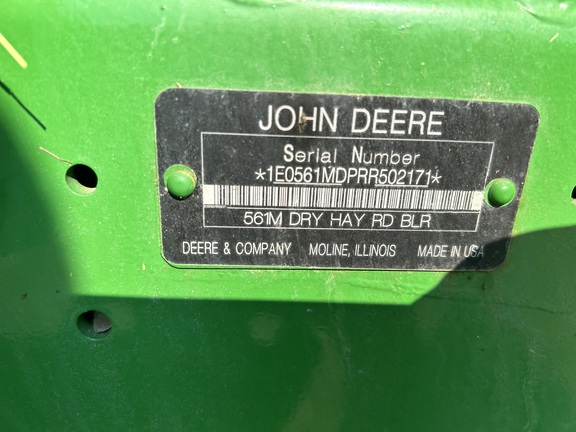 JOHN DEERE
Serial Number
*1E0561MDPRR502171*
561M DRY HAY RD BLR
DEERE & COMPANY MOLINE, ILLINOIS MADE IN USA